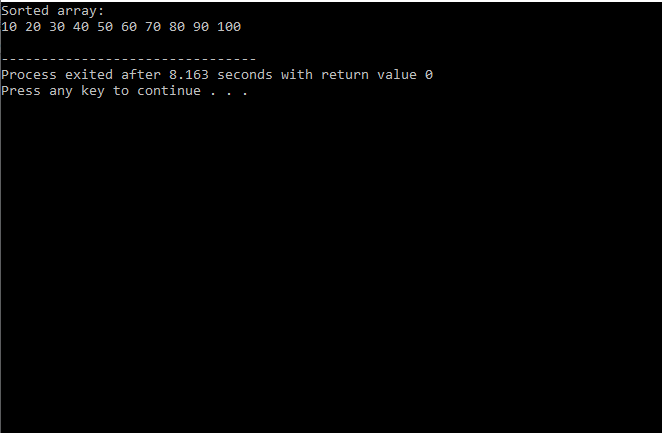 Sorted array:
10 20 30 40 50 60 70 80 90 100
--------------------------------
Process exited after 8.163 seconds with return value 0
Press any key to continue . . .